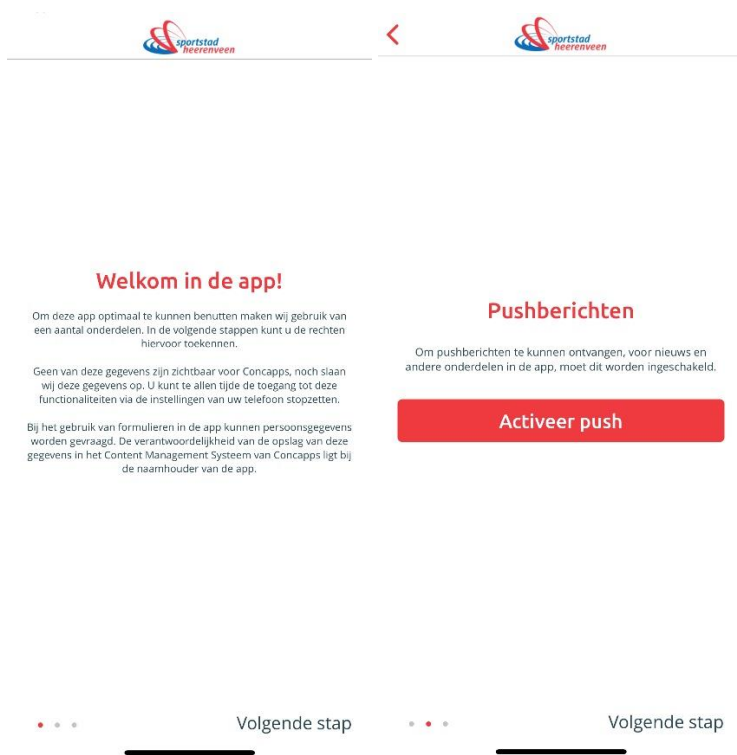 sportstad
heerenveen
Welkom in de app!
Om deze app optimaal te kunnen benutten maken wij gebruik van
een aantal onderdelen. In de volgende stappen kunt u de rechten
hiervoor toekennen.
Geen van deze gegevens zijn zichtbaar voor Concapps, noch slaan
wij deze gegevens op. U kunt te allen tijde de toegang tot deze
functionaliteiten via de instellingen van uw telefoon stopzetten.
Bij het gebruik van formulieren in de app kunnen persoonsgegevens
worden gevraagd. De verantwoordelijkheid van de opslag van deze
gegevens in het Content Management Systeem van Concapps ligt bij
de naamhouder van de app.
Volgende stap
sportstad
heerenveen
Pushberichten
Om pushberichten te kunnen ontvangen, voor nieuws en
andere onderdelen in de app, moet dit worden ingeschakeld.
Activeer push
Volgende stap